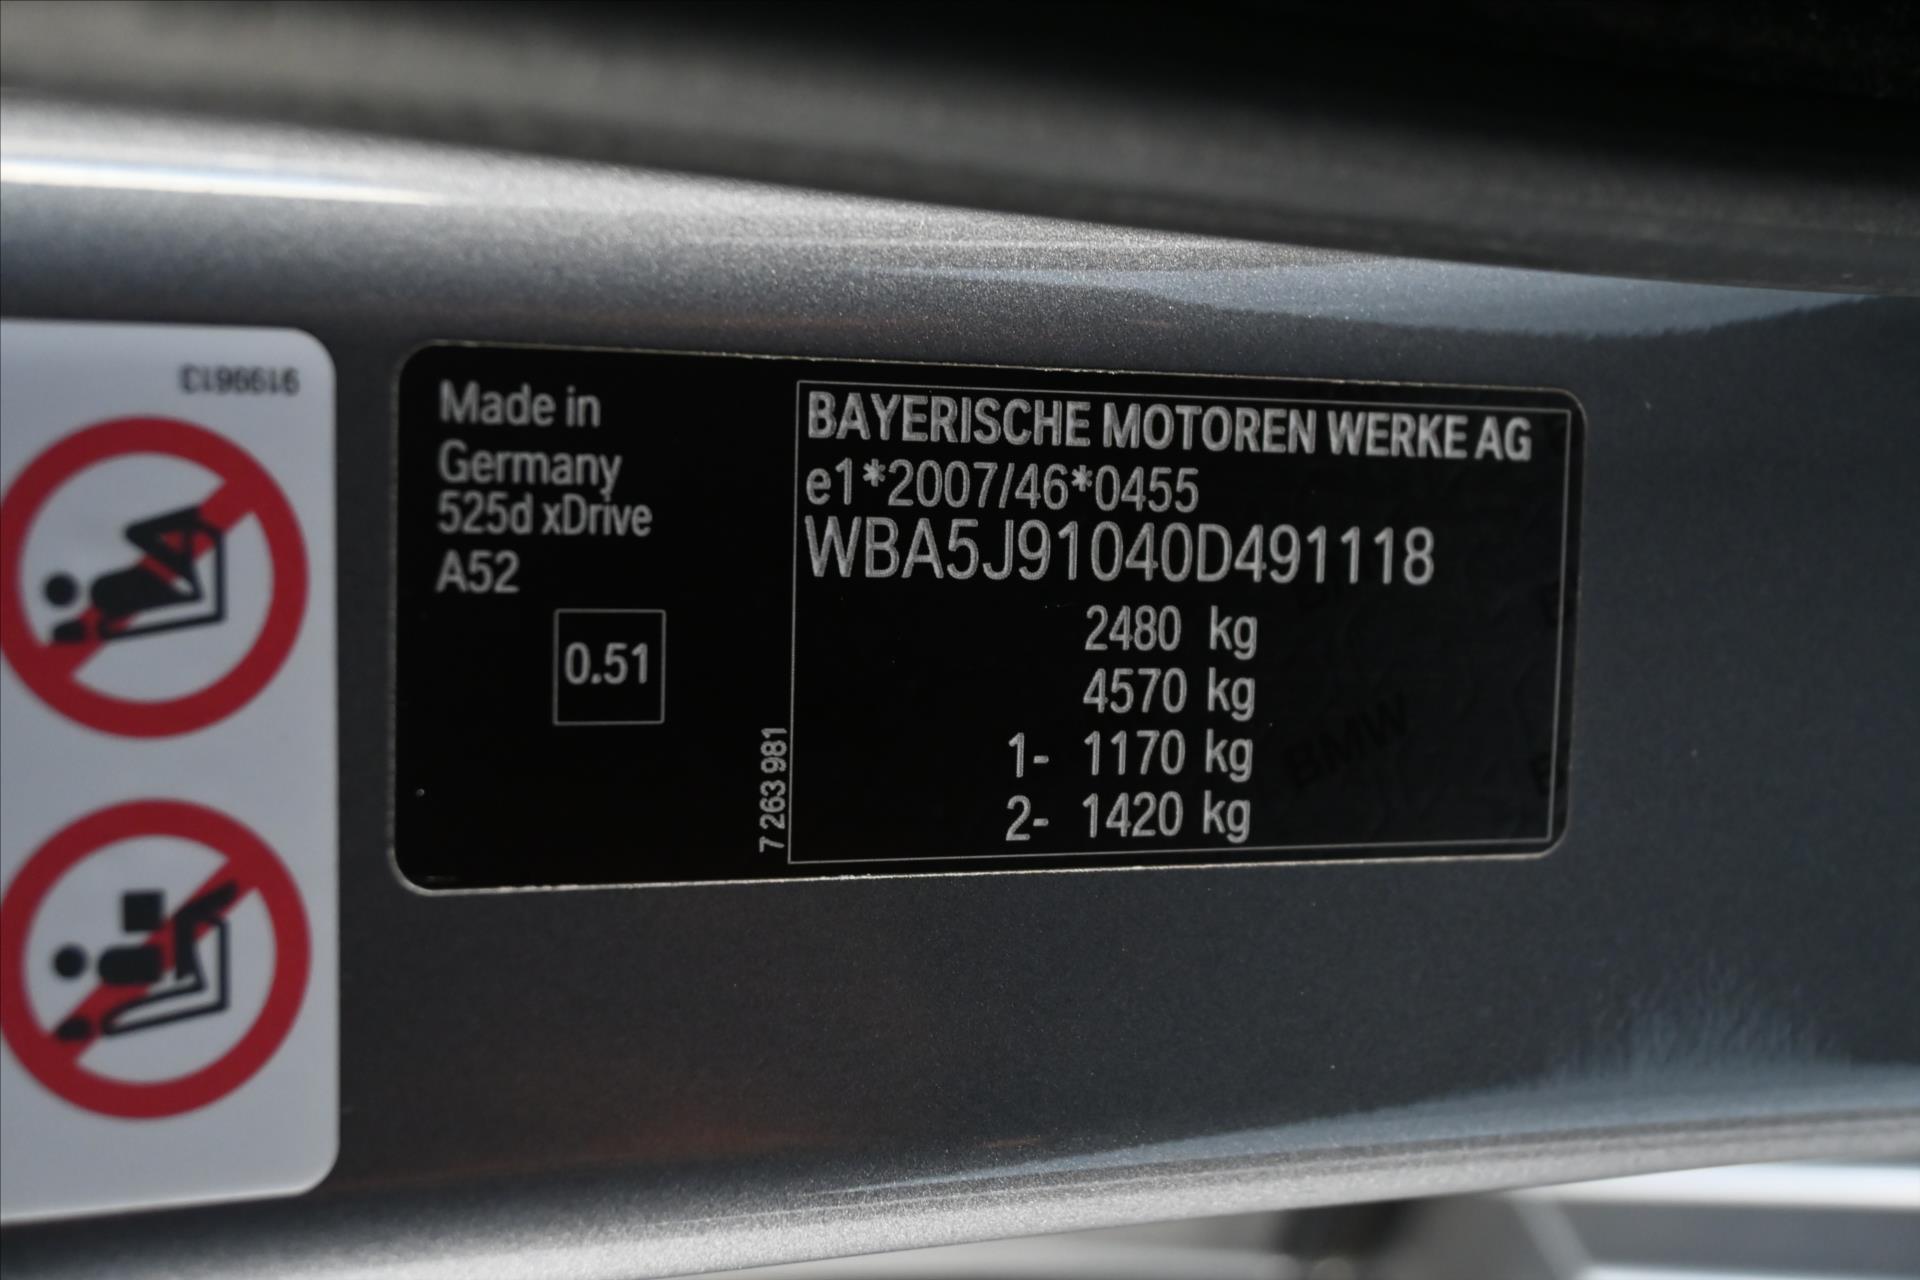 9199613
Made in
Germany
525d xDrive
A52
0.51
7 263 981
BAYERISCHE MOTOREN WERKE AG
e1*2007/46*0455
WBA5J91040D491118
2480 kg
4570 kg
1- 1170 kg
2- 1420 kg
BMW